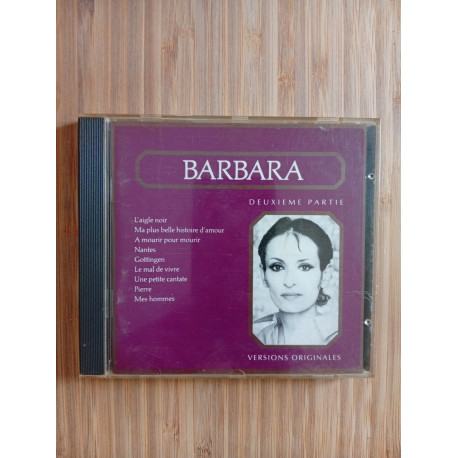 BARBARA
DEUXIEME PARTIE
L'aigle noir
Ma plus belle histoire d'amour
A mourir pour mourir
Nantes
Gottingen
Le mal de vivre
Une petite cantate
Pierre
Mes hommes
VERSIONS ORIGINALES